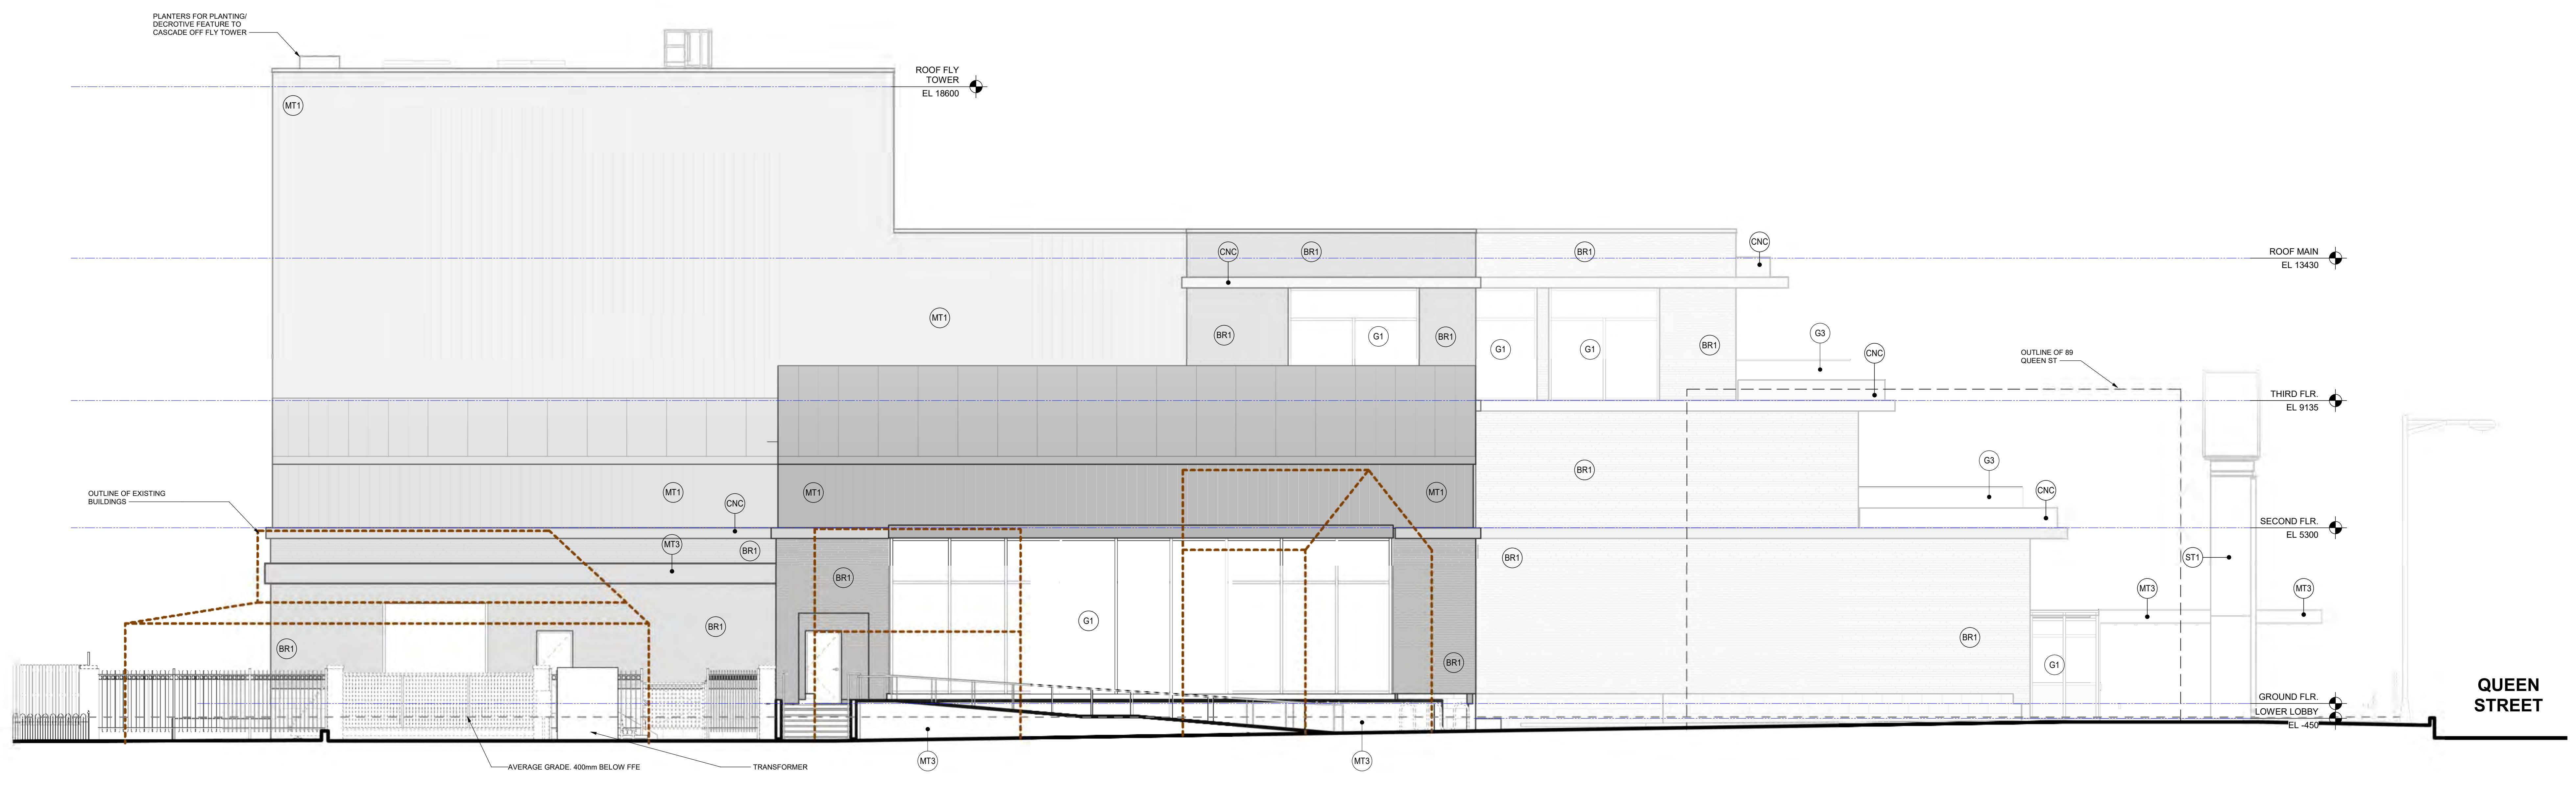 PLANTERS FOR PLANTING/
DECROTIVE FEATURE TO
CASCADE OFF FLY TOWER
ROOF FLY
TOWER
EL 18600
MT1
CNC
BR1
BR1
CNC
ROOF MAIN
EL 13430
MT1
BR1
G1
BR1
G1
G1
BR1
G3
CNC
OUTLINE OF 89
QUEEN ST
THIRD FLR.
EL 9135
OUTLINE OF EXISTING
BUILDINGS
MT1
CNC
MT1
MT1
BR1
G3
CNC
SECOND FLR.
EL 5300
MT3
BR1
BR1
BR1
ST1
MT3
MT3
BR1
BR1
G1
BR1
BR1
G1
GROUND FLR.
LOWER LOBBY
EL -450
QUEEN
STREET
MT3
MT3
AVERAGE GRADE. 400mm BELOW FFE
TRANSFORMER